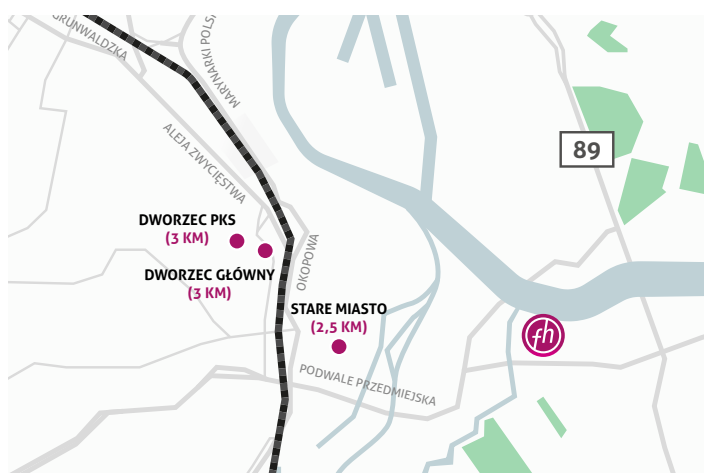 GRUNWALDZKA
MARYNARKI POLSK
ALEJA ZWYCIĘSTWA
89
DWORZEC PKS
(3 KM)
DWORZEC GŁÓWNY
(3 KM)
OKOPOWA
STARE MIASTO
(2,5 KM)
fh
PODWALE PRZEDMIEJSKA